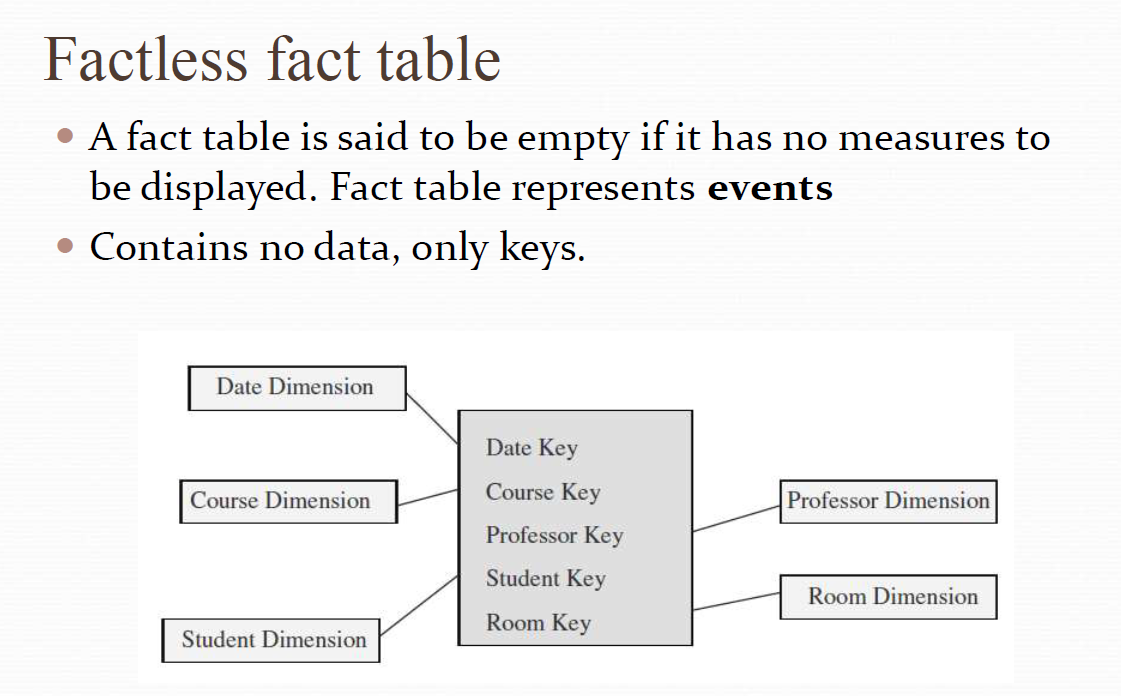 Factless fact table
• A fact table is said to be empty if it has no measures to
be displayed. Fact table represents events
• Contains no data, only keys.
Date Dimension
Course Dimension
Student Dimension
Date Key
Course Key
Professor Key
Student Key
Room Key
Professor Dimension
Room Dimension